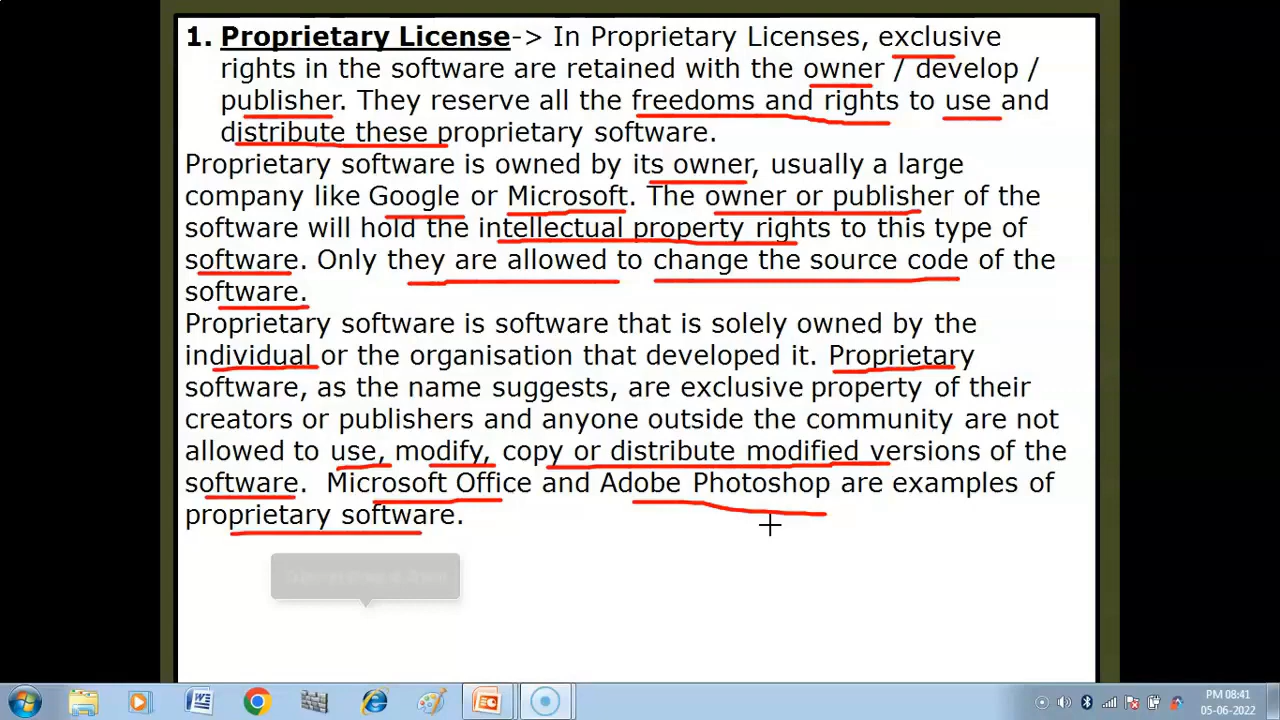 1. Proprietary License-> In Proprietary Licenses, exclusive
rights in the software are retained with the owner / develop /
publisher. They reserve all the freedoms and rights to use and
distribute these proprietary software.
Proprietary software is owned by its owner, usually a large
company like Google or Microsoft. The owner or publisher of the
software will hold the intellectual property rights to this type of
software. Only they are allowed to change the source code of the
software.
Proprietary software is software that is solely owned by the
individual or the organisation that developed it. Proprietary
software, as the name suggests, are exclusive property of their
creators or publishers and anyone outside the community are not
allowed to use, modify, copy or distribute modified versions of the
software. Microsoft Office and Adobe Photoshop are examples of
proprietary software.
PM 08:41
05-06-2022